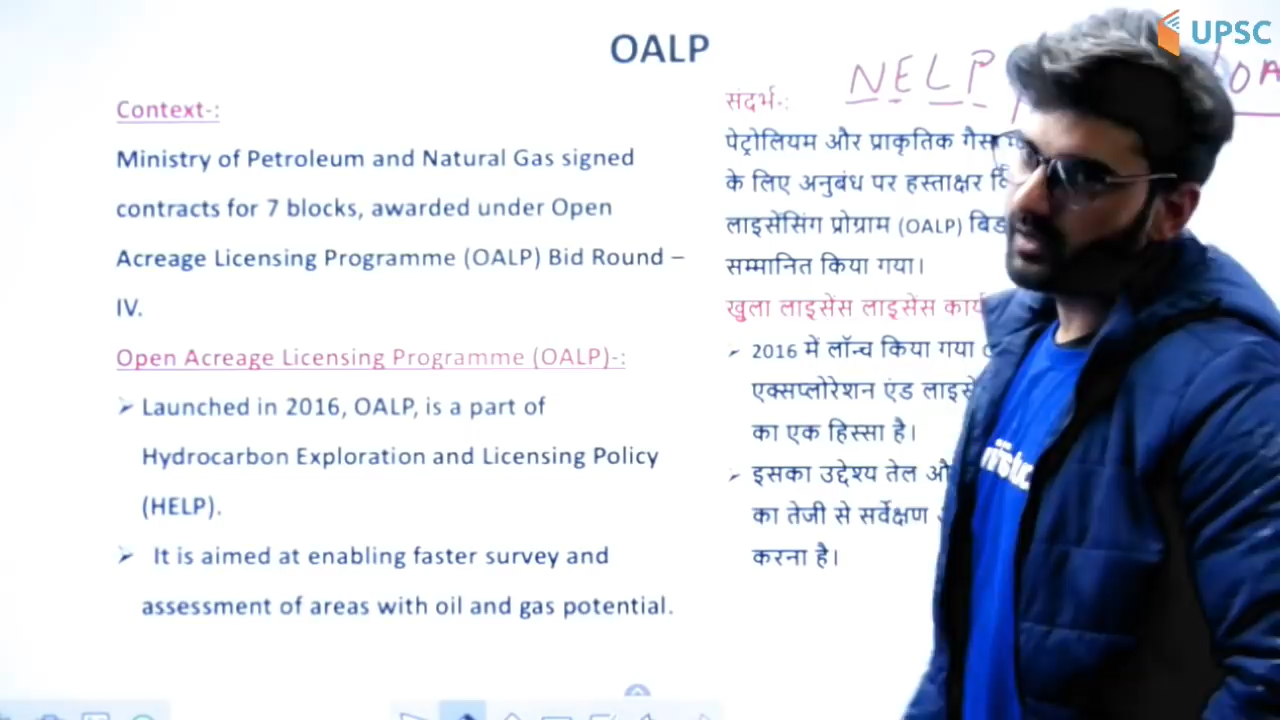 UPSC
OALP
NELP
OA
Context-:
Ministry of Petroleum and Natural Gas signed
contracts for 7 blocks, awarded under Open
Acreage Licensing Programme (OALP) Bid Round –
IV.
Open Acreage Licensing Programme (OALP)-:
➢ Launched in 2016, OALP, is a part of
Hydrocarbon Exploration and Licensing Policy
(HELP).
➢ It is aimed at enabling faster survey and
assessment of areas with oil and gas potential.
संदर्भ-:
पेट्रोलियम और प्राकृतिक गैस
के लिए अनुबंध पर हस्ताक्षर
लाइसेंसिंग प्रोग्राम (OALP) बिड
सम्मानित किया गया।
खुला लाइसेंस लाइसेंस कार्य
➢ 2016 में लॉन्च किया गया
एक्सप्लोरेशन एंड लाइसे
का एक हिस्सा है।
➢ इसका उद्देश्य तेल औ
का तेजी से सर्वेक्षण
करना है।